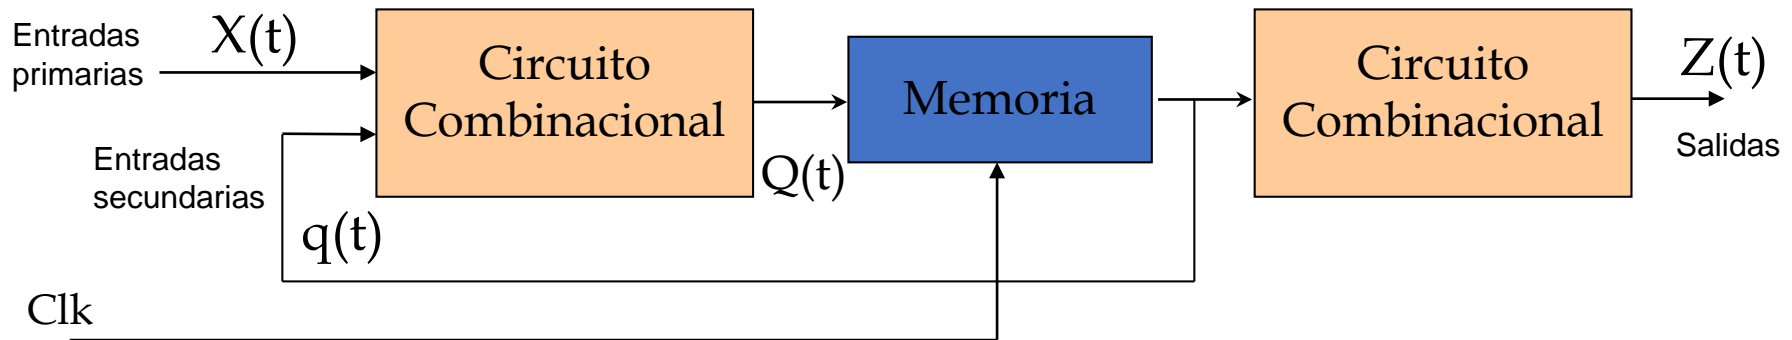 Entradas
primarias
X(t)
Circuito
Combinacional
Memoria
Circuito
Combinacional
Z(t)
Salidas
Entradas
secundarias
q(t)
Q(t)
Clk